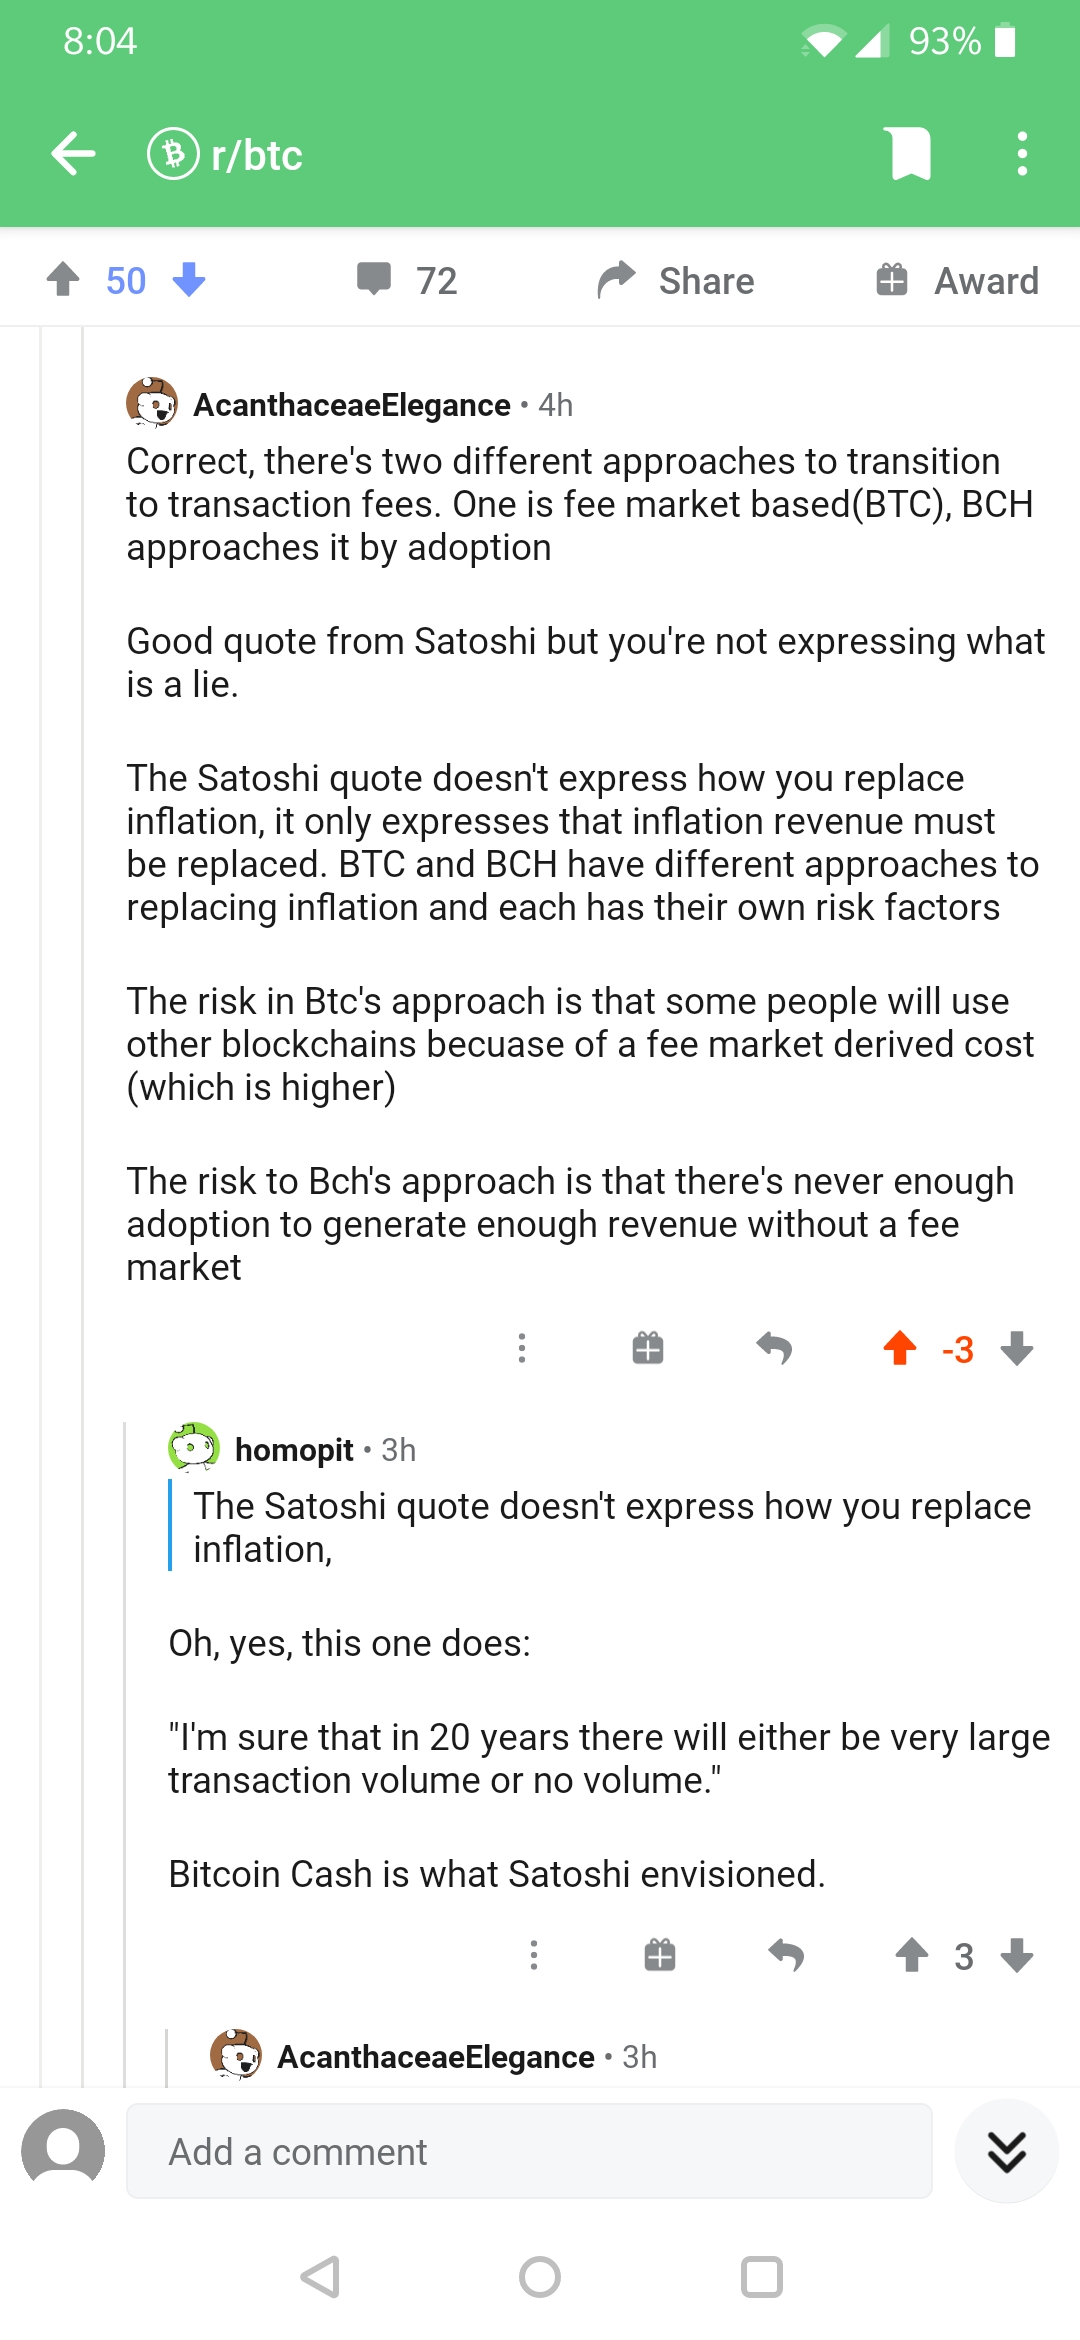 8:04
93%
r/btc
50
72
Share
Award
AcanthaceaeElegance • 4h
Correct, there's two different approaches to transition
to transaction fees. One is fee market based(BTC), BCH
approaches it by adoption
Good quote from Satoshi but you're not expressing what
is a lie.
The Satoshi quote doesn't express how you replace
inflation, it only expresses that inflation revenue must
be replaced. BTC and BCH have different approaches to
replacing inflation and each has their own risk factors
The risk in Btc's approach is that some people will use
other blockchains becuase of a fee market derived cost
(which is higher)
The risk to Bch's approach is that there's never enough
adoption to generate enough revenue without a fee
market
-3
homopit • 3h
The Satoshi quote doesn't express how you replace
inflation,
Oh, yes, this one does:
"I'm sure that in 20 years there will either be very large
transaction volume or no volume."
Bitcoin Cash is what Satoshi envisioned.
3
AcanthaceaeElegance • 3h
Add a comment